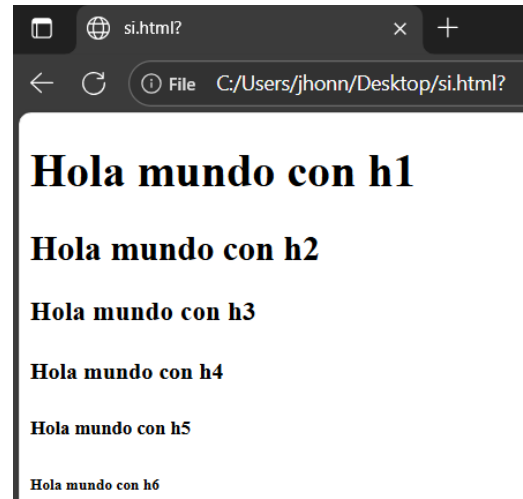 si.html?
File C:/Users/jhonn/Desktop/si.html?
Hola mundo con h1
Hola mundo con h2
Hola mundo con h3
Hola mundo con h4
Hola mundo con h5
Hola mundo con h6